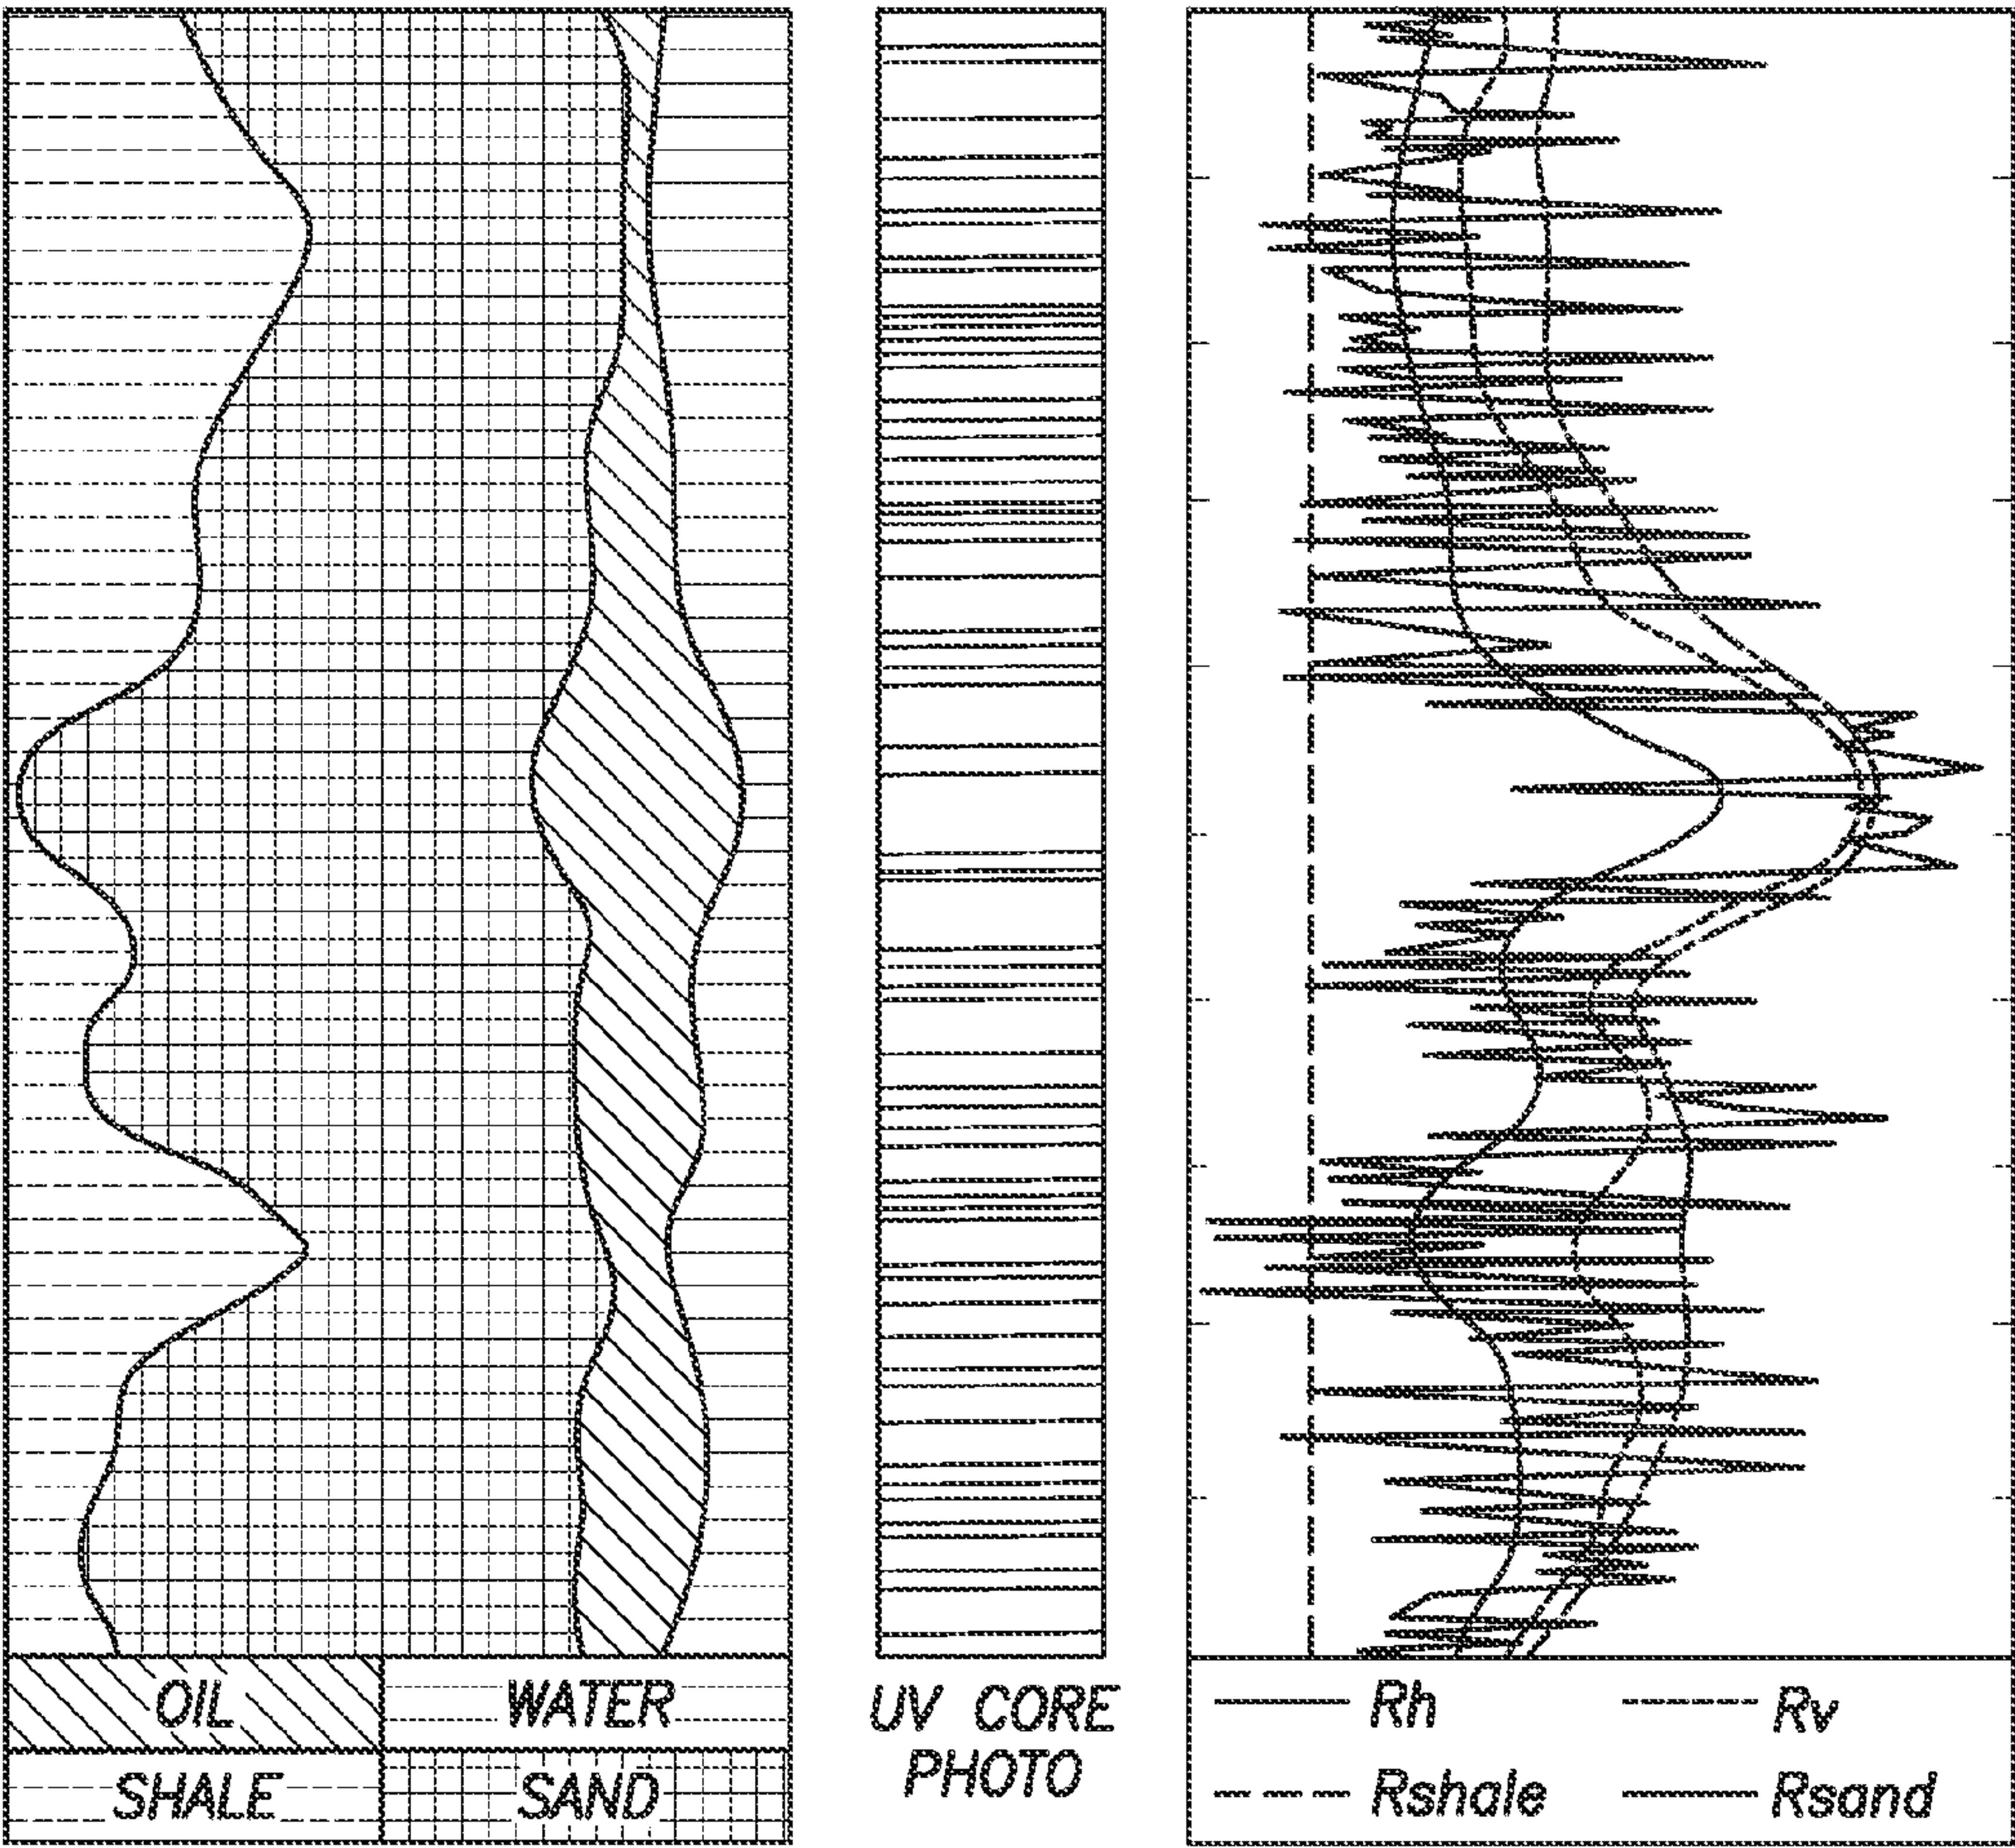 OIL WATER
SHALE SAND
UV CORE
PHOTO
Rh Rv
Rshale Rsand